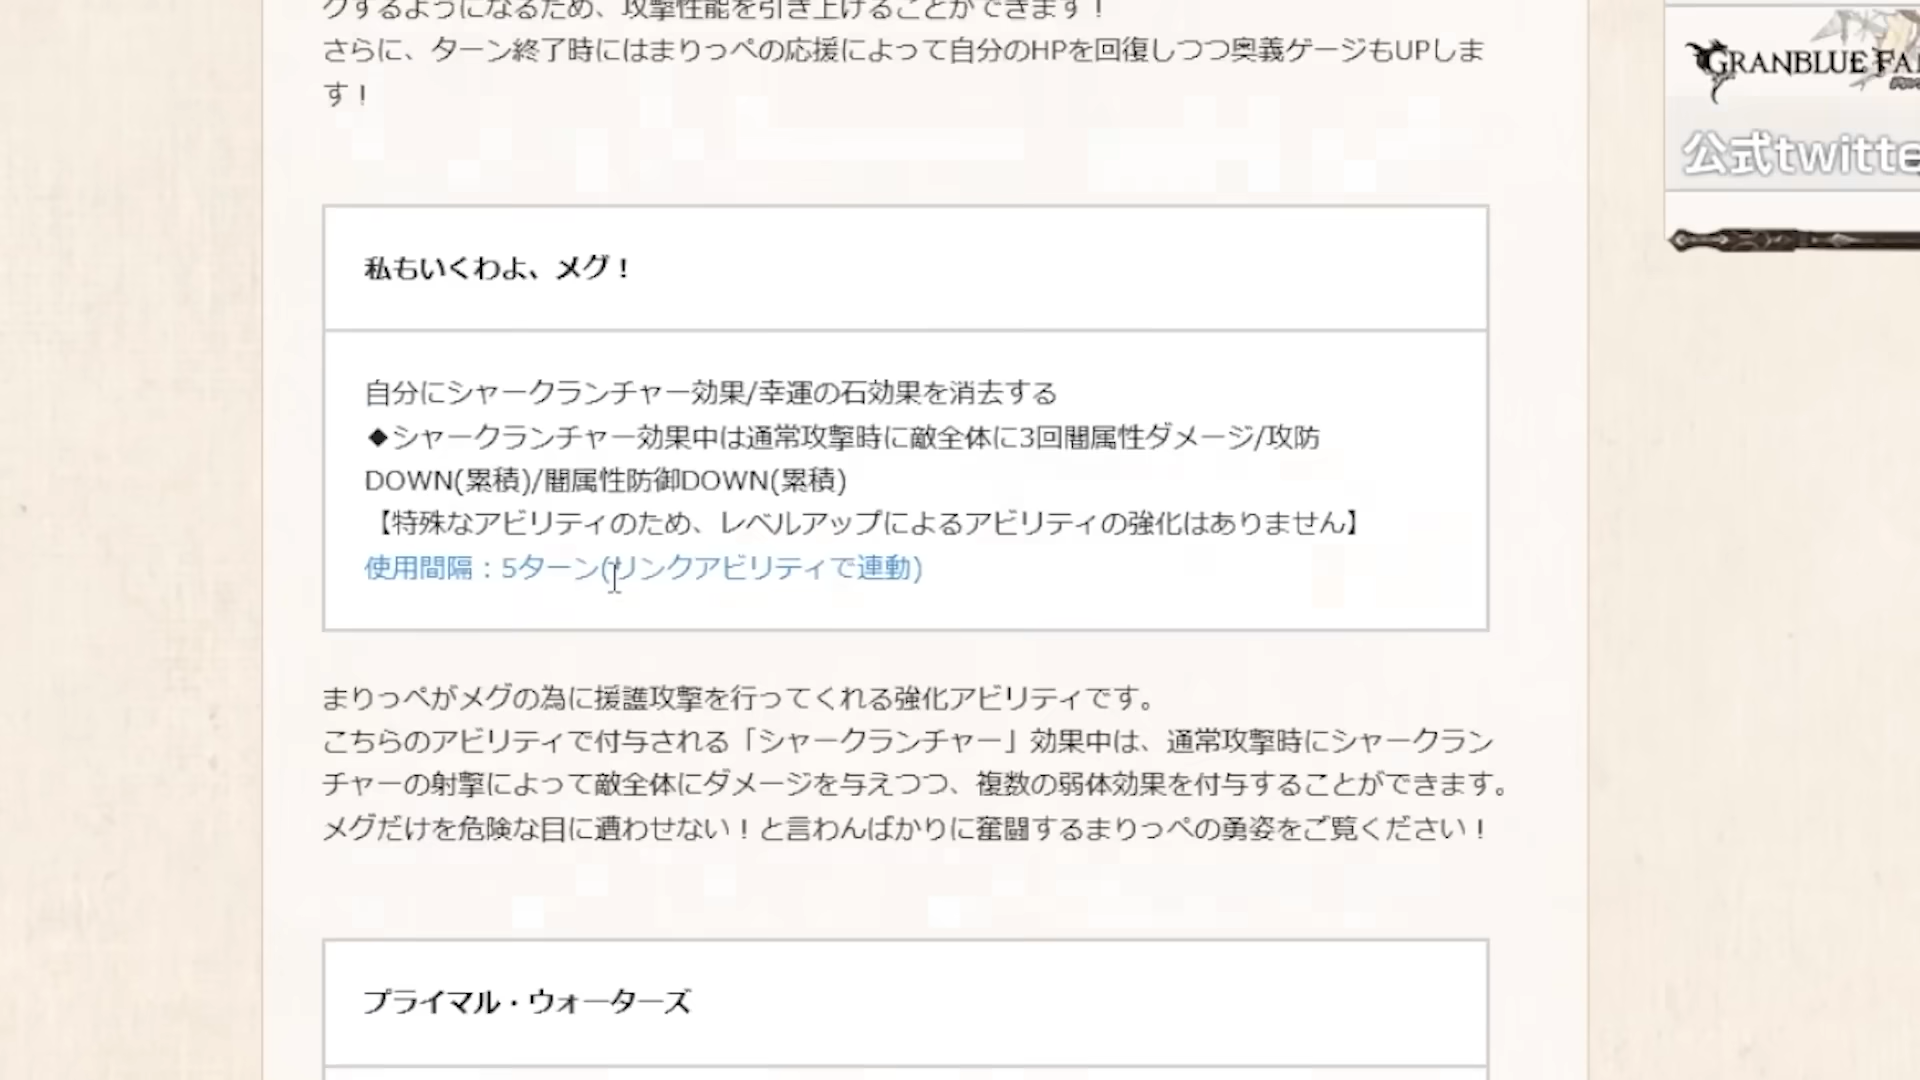 グするようになるため、攻撃性能を引き上げることができます！
さらに、ターン終了時にはまりっぺの応援によって自分のHPを回復しつつ奥義ゲージもUPしま
す！
私もいくわよ、メグ！
自分にシャークランチャー効果/幸運の石効果を消去する
◆シャークランチャー効果中は通常攻撃時に敵全体に3回闇属性ダメージ/攻防
DOWN(累積)/闇属性防御DOWN(累積)
【特殊なアビリティのため、レベルアップによるアビリティの強化はありません】
使用間隔：5ターン(リンクアビリティで連動)
まりっぺがメグの為に援護攻撃を行ってくれる強化アビリティです。
こちらのアビリティで付与される「シャークランチャー」効果中は、通常攻撃時にシャークラン
チャーの射撃によって敵全体にダメージを与えつつ、複数の弱体効果を付与することができます。
メグだけを危険な目に遭わせない！と言わんばかりに奮闘するまりっぺの勇姿をご覧ください！
プライマル・ウォーターズ
GRANBLUE FA
公式twitte